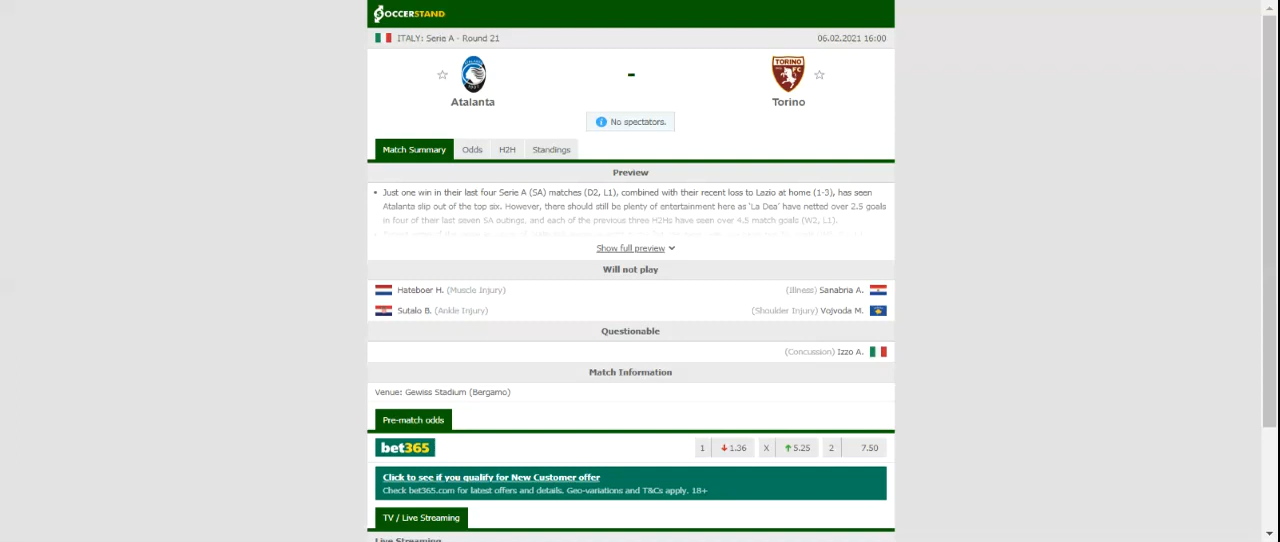 SOCCERSTAND
ITALY: Serie A - Round 21
06.02.2021 16:00
-
Atalanta
Torino
No spectators.
Match Summary
Odds
H2H
Standings
Preview
Just one win in their last four Serie A (SA) matches (D2, L1), combined with their recent loss to Lazio at home (1-3), has seen
Atalanta slip out of the top six. However, there should still be plenty of entertainment here as 'La Dea' have netted over 2.5 goals
in four of their last seven SA outings, and each of the previous three H2Hs have seen over 4.5 match goals (W2, L1).
Show full preview
Will not play
Hateboer H. (Muscle Injury)
(Illness) Sanabria A.
Sutalo B. (Ankle Injury)
(Shoulder Injury) Vojvoda M.
Questionable
(Concussion) Izzo A.
Match Information
Venue: Gewiss Stadium (Bergamo)
Pre-match odds
bet365
1 1.36 X 5.25 2 7.50
Click to see if you qualify for New Customer offer
Check bet365.com for latest offers and details. Geo-variations and T&Cs apply. 18+
TV / Live Streaming
Live Streaming